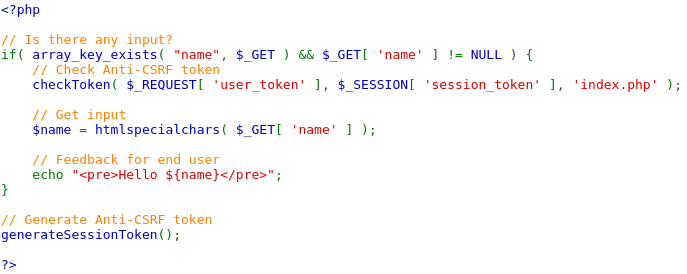 <?php

// Is there any input?
if( array_key_exists( "name", $_GET ) && $_GET[ 'name' ] != NULL ) {
    // Check Anti-CSRF token
    checkToken( $_REQUEST[ 'user_token' ], $_SESSION[ 'session_token' ], 'index.php' );

    // Get input
    $name = htmlspecialchars( $_GET[ 'name' ] );

    // Feedback for end user
    echo "<pre>Hello ${name}</pre>";
}

// Generate Anti-CSRF token
generateSessionToken();

?>